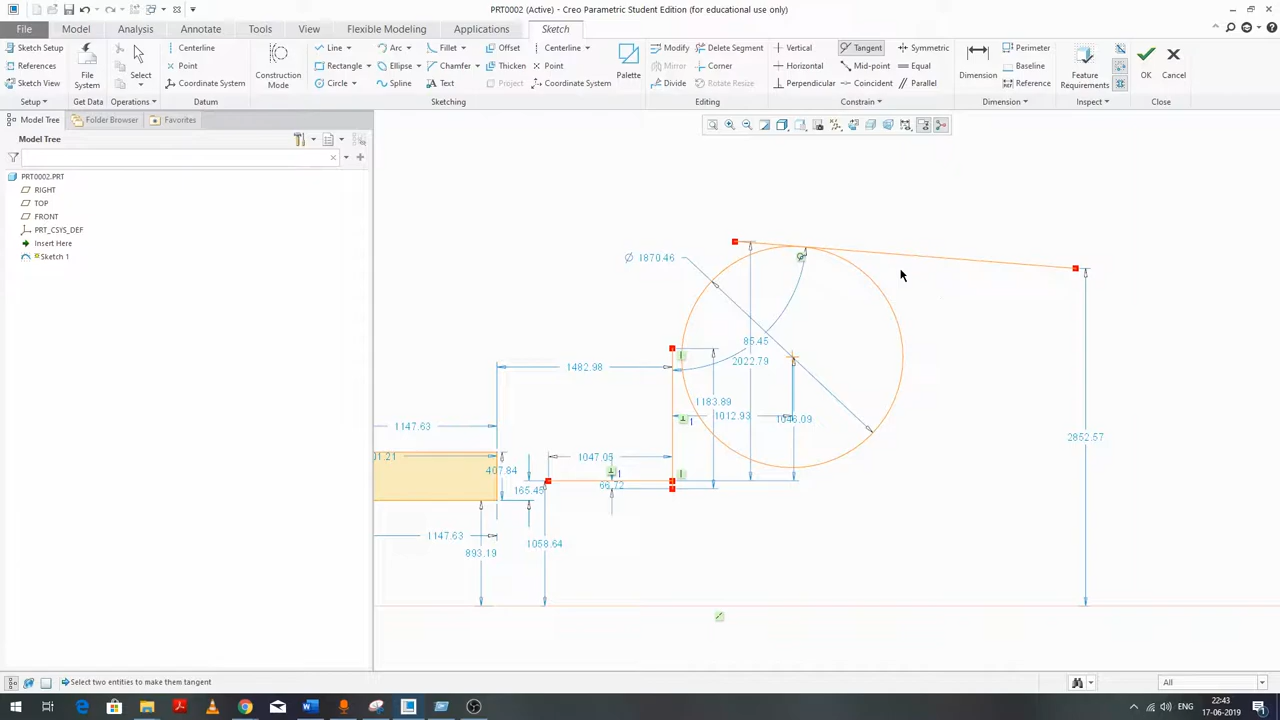 PRT0002 (Active) - Creo Parametric Student Edition (for educational use only)
File Model Analysis Annotate Tools View Flexible Modeling Applications Sketch
Sketch Setup
References
Sketch View
Setup
File System
Get Data
Select
Operations
Centerline
Point
Coordinate System
Datum
Construction Mode
Line Arc Fillet Offset Centerline
Rectangle Ellipse Chamfer Thicken Point
Circle Spline Text Project Coordinate System
Palette
Sketching
Modify Delete Segment
Mirror Corner
Divide Rotate Resize
Editing
Vertical Tangent Symmetric
Horizontal Mid-point Equal
Perpendicular Coincident Parallel
Constrain
Dimension
Perimeter
Baseline
Reference
Dimension
Feature Requirements
Inspect
OK
Cancel
Close
Model Tree Folder Browser Favorites
Model Tree
PRT0002.PRT
RIGHT
TOP
FRONT
PRT_CSYS_DEF
Insert Here
Sketch 1
1870.46
85.45
2022.79
1482.98
1183.89
1012.93
1046.09
1147.63
2852.57
1047.05
407.84
165.45
66.72
1
1
1147.63
893.19
1058.64
Select two entities to make them tangent
All
ENG
22:43
17-06-2019